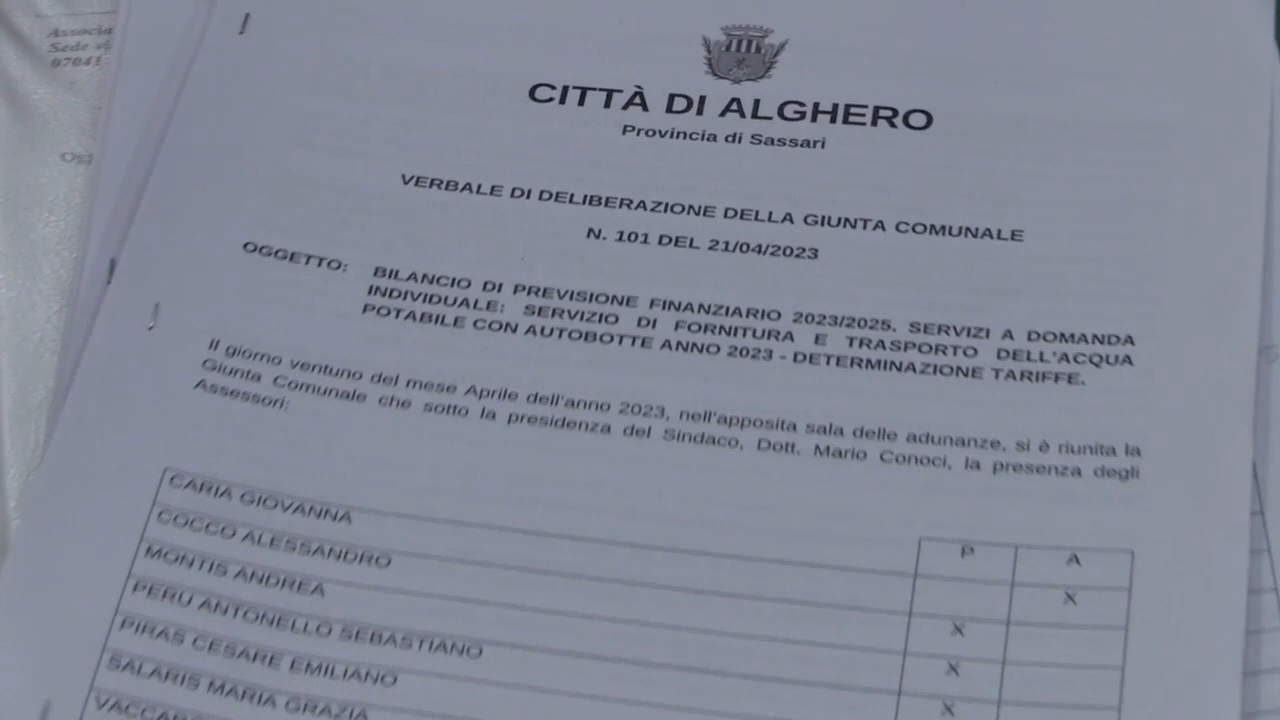 Associa
Sede vi
07041
CITTÀ DI ALGHERO
Provincia di Sassari
VERBALE DI DELIBERAZIONE DELLA GIUNTA COMUNALE
N. 101 DEL 21/04/2023
OGGETTO: BILANCIO DI PREVISIONE FINANZIARIO 2023/2025. SERVIZI A DOMANDA
INDIVIDUALE: SERVIZIO DI FORNITURA E TRASPORTO DELL'ACQUA
POTABILE CON AUTOBOTTE ANNO 2023 - DETERMINAZIONE TARIFFE.
Il giorno ventuno del mese Aprile dell'anno 2023, nell'apposita sala delle adunanze, si è riunita la
Giunta Comunale che sotto la presidenza del Sindaco, Dott. Mario Conoci, la presenza degli
Assessori:
P A
CARIA GIOVANNA X
COCCO ALESSANDRO X
MONTIS ANDREA X
PERU ANTONELLO SEBASTIANO X
PIRAS CESARE EMILIANO
SALARIS MARIA GRAZIA